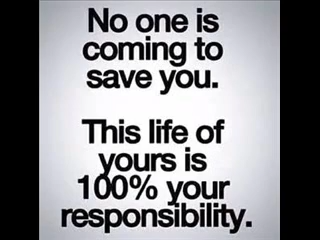 No one is
coming to
save you.
This life of
yours is
100% your
responsibility.